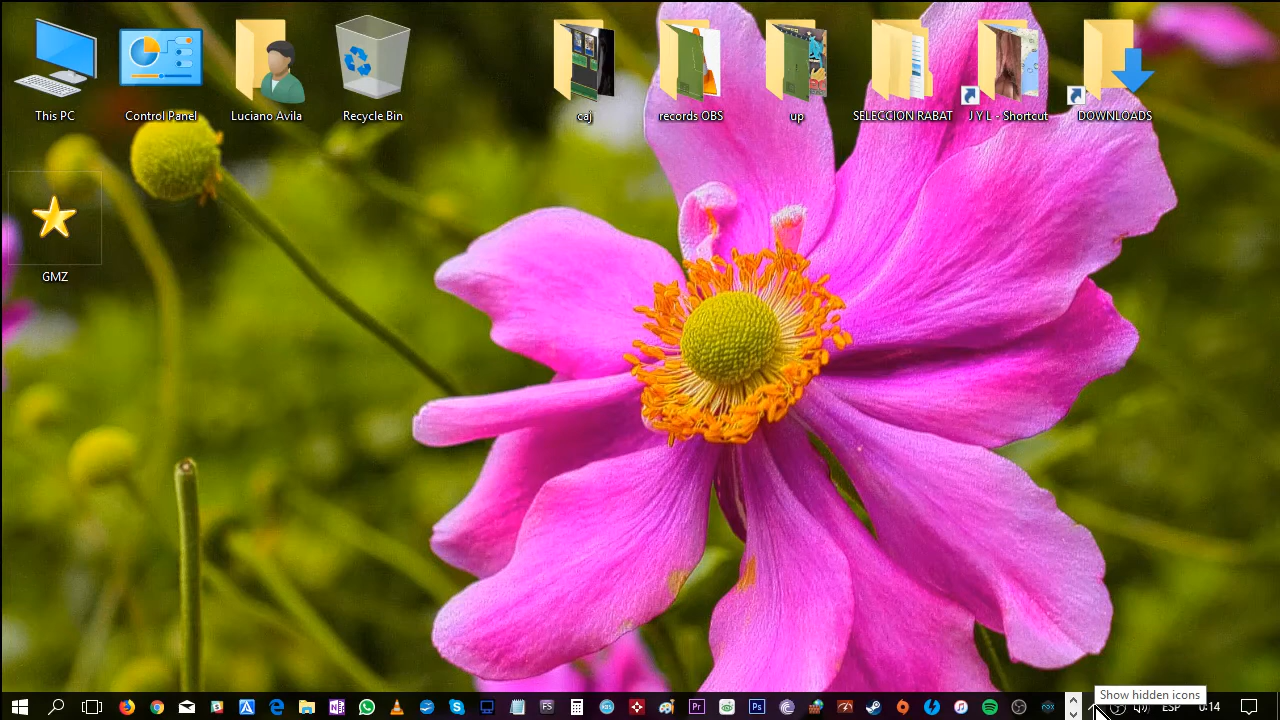 This PC
Control Panel
Luciano Avila
Recycle Bin
caj
records OBS
up
SELECCION RABAT
J Y L - Shortcut
DOWNLOADS
GMZ
Show hidden icons
ESP
0:14